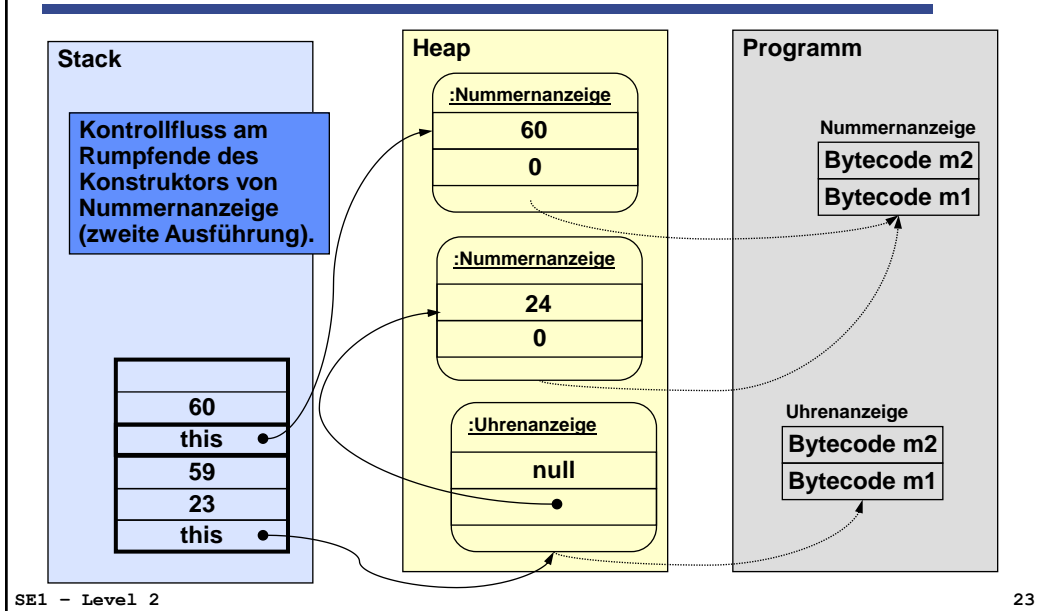 Stack
Kontrollfluss am
Rumpfende des
Konstruktors von
Nummernanzeige
(zweite Ausführung).
60
this
59
23
this
Heap
:Nummernanzeige
60
0
:Nummernanzeige
24
0
:Uhrenanzeige
null
Programm
Nummernanzeige
Bytecode m2
Bytecode m1
Uhrenanzeige
Bytecode m2
Bytecode m1
SE1 – Level 2
23